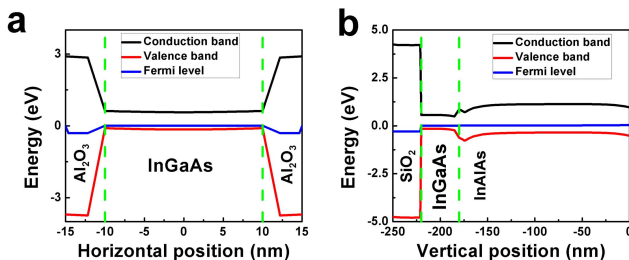 a
Energy (eV)
3
0
-3
Conduction band
Valence band
Fermi level
Al2O3
InGaAs
Al2O3
-15 -10 -5 0 5 10 15
Horizontal position (nm)
b
Energy (eV)
5.0
2.5
0.0
-2.5
-5.0
Conduction band
Valence band
Fermi level
SiO2
InGaAs
InAlAs
-250 -200 -150 -100 -50 0
Vertical position (nm)